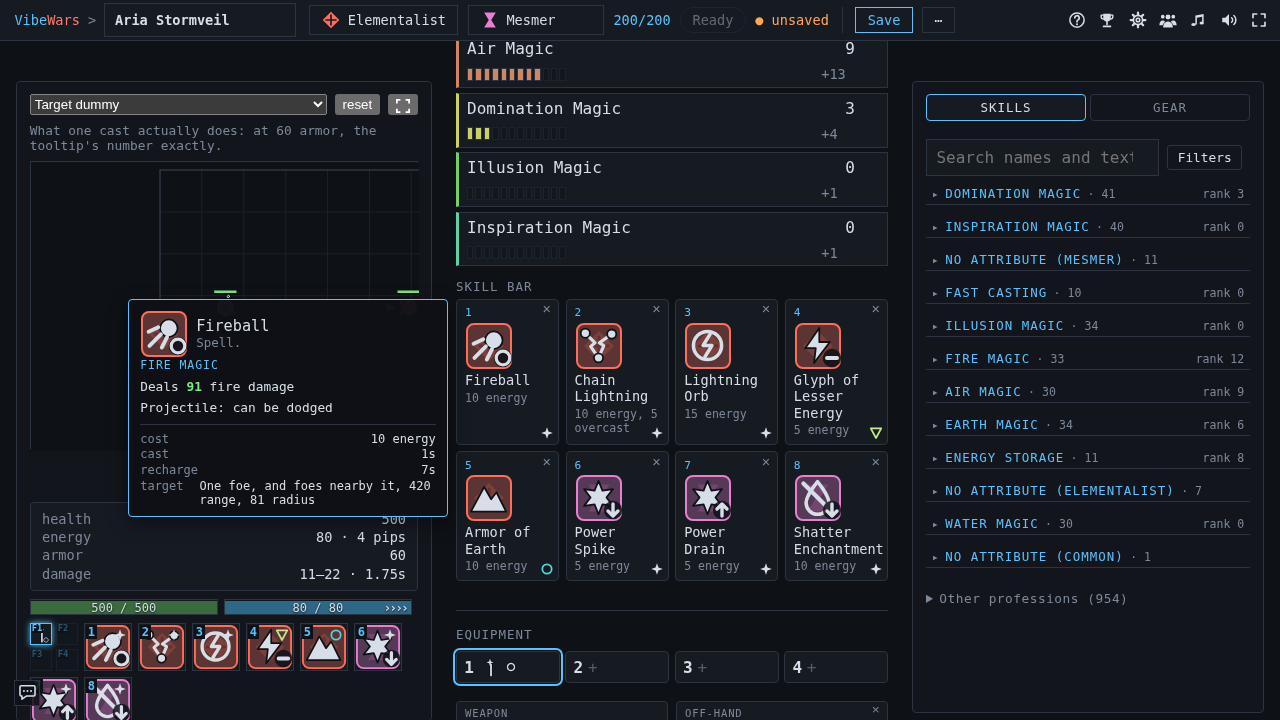 VibeWars > Aria Stormveil Elementalist Mesmer 200/200 Ready ● unsaved Save ⋯
Target dummy reset
What one cast actually does: at 60 armor, the
tooltip's number exactly.
Fireball
Spell.
FIRE MAGIC
Deals 91 fire damage
Projectile: can be dodged
cost 10 energy
cast 1s
recharge 7s
target One foe, and foes nearby it, 420
range, 81 radius
health 500
energy 80 · 4 pips
armor 60
damage 11–22 · 1.75s
500 / 500 80 / 80 ››››
F1 F2 1 2 3 4 5 6
F3 F4
8
Air Magic 9
+13
Domination Magic 3
+4
Illusion Magic 0
+1
Inspiration Magic 0
+1
SKILL BAR
1 ×
Fireball
10 energy
2 ×
Chain
Lightning
10 energy, 5
overcast
3 ×
Lightning
Orb
15 energy
4 ×
Glyph of
Lesser
Energy
5 energy
5 ×
Armor of
Earth
10 energy
6 ×
Power
Spike
5 energy
7 ×
Power
Drain
5 energy
8 ×
Shatter
Enchantment
10 energy
EQUIPMENT
1 2 + 3 + 4 +
WEAPON OFF-HAND ×
SKILLS GEAR
Search names and text Filters
▸ DOMINATION MAGIC · 41 rank 3
▸ INSPIRATION MAGIC · 40 rank 0
▸ NO ATTRIBUTE (MESMER) · 11
▸ FAST CASTING · 10 rank 0
▸ ILLUSION MAGIC · 34 rank 0
▸ FIRE MAGIC · 33 rank 12
▸ AIR MAGIC · 30 rank 9
▸ EARTH MAGIC · 34 rank 6
▸ ENERGY STORAGE · 11 rank 8
▸ NO ATTRIBUTE (ELEMENTALIST) · 7
▸ WATER MAGIC · 30 rank 0
▸ NO ATTRIBUTE (COMMON) · 1
▶ Other professions (954)